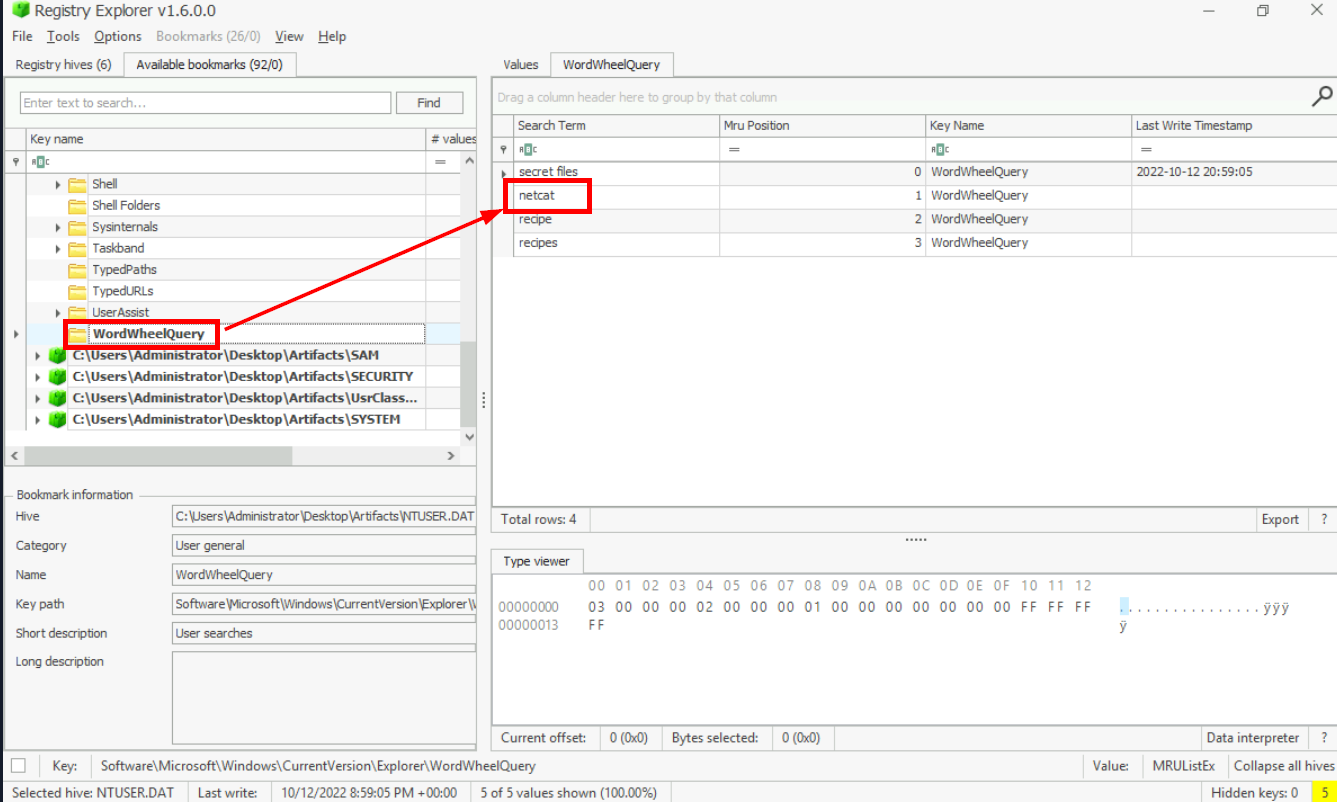 Registry Explorer v1.6.0.0
File Tools Options Bookmarks (26/0) View Help
Registry hives (6) Available bookmarks (92/0)
Enter text to search... Find
Key name # values
ABC =
Shell
Shell Folders
Sysinternals
Taskband
TypedPaths
TypedURLs
UserAssist
WordWheelQuery
C:\Users\Administrator\Desktop\Artifacts\SAM
C:\Users\Administrator\Desktop\Artifacts\SECURITY
C:\Users\Administrator\Desktop\Artifacts\UsrClass...
C:\Users\Administrator\Desktop\Artifacts\SYSTEM
Bookmark information
Hive C:\Users\Administrator\Desktop\Artifacts\NTUSER.DAT
Category User general
Name WordWheelQuery
Key path Software\Microsoft\Windows\CurrentVersion\Explorer\
Short description User searches
Long description
Values WordWheelQuery
Drag a column header here to group by that column
Search Term Mru Position Key Name Last Write Timestamp
ABC = ABC =
secret files 0 WordWheelQuery 2022-10-12 20:59:05
netcat 1 WordWheelQuery
recipe 2 WordWheelQuery
recipes 3 WordWheelQuery
Total rows: 4 Export ?
Type viewer
00 01 02 03 04 05 06 07 08 09 0A 0B 0C 0D 0E 0F 10 11 12
00000000 03 00 00 00 02 00 00 00 01 00 00 00 00 00 00 00 FF FF FF ................ÿÿÿ
00000013 FF ÿ
Current offset: 0 (0x0) Bytes selected: 0 (0x0) Data interpreter ?
Key: Software\Microsoft\Windows\CurrentVersion\Explorer\WordWheelQuery Value: MRUListEx Collapse all hives
Selected hive: NTUSER.DAT Last write: 10/12/2022 8:59:05 PM +00:00 5 of 5 values shown (100.00%) Hidden keys: 0 5